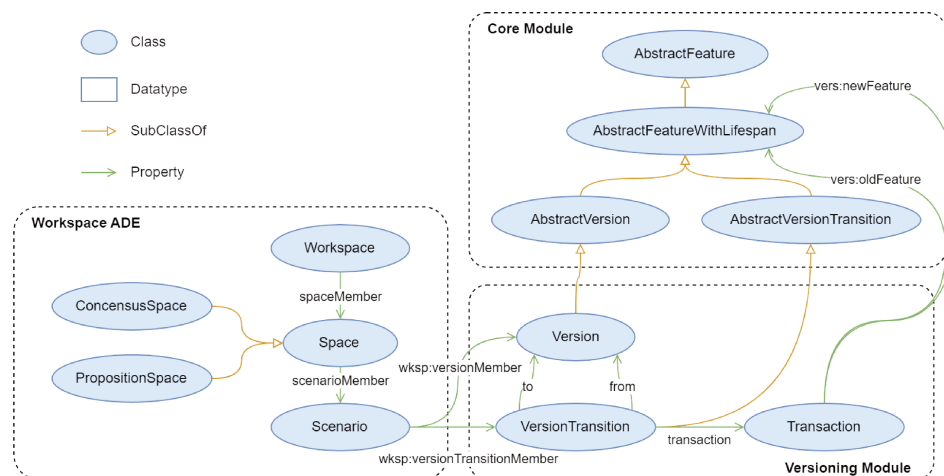 Class
Datatype
SubClassOf
Property
Core Module
AbstractFeature
vers:newFeature
AbstractFeatureWithLifespan
vers:oldFeature
AbstractVersion
AbstractVersionTransition
Workspace ADE
Workspace
spaceMember
ConcensusSpace
Space
PropositionSpace
scenarioMember
Scenario
wksp:versionMember
wksp:versionTransitionMember
Version
to
from
VersionTransition
transaction
Transaction
Versioning Module